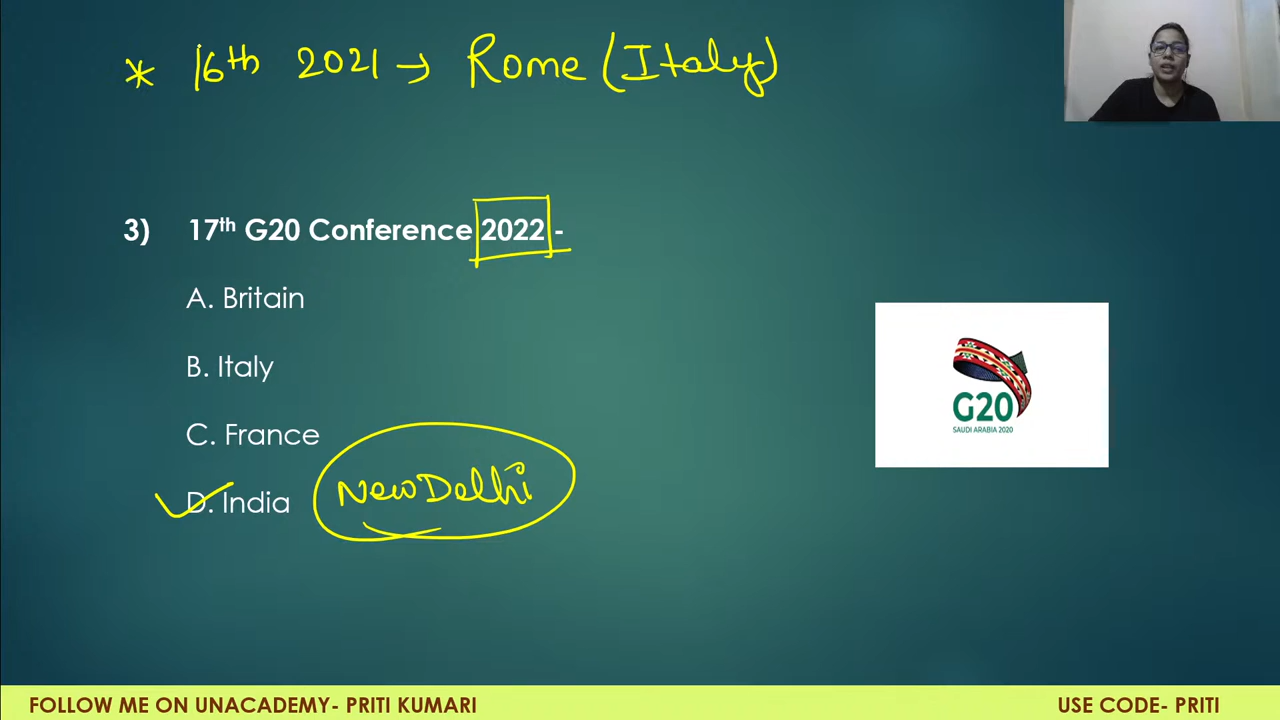 * 16th 2021 → Rome (Italy)
3) 17th G20 Conference 2022 -
A. Britain
B. Italy
C. France
D. India New Delhi
G20
SAUDI ARABIA 2020
FOLLOW ME ON UNACADEMY- PRITI KUMARI USE CODE- PRITI